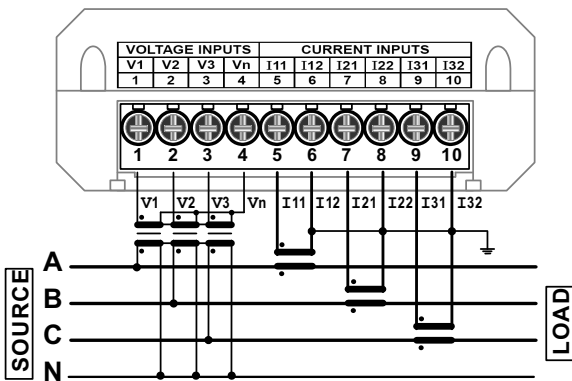 VOLTAGE INPUTS CURRENT INPUTS
V1 V2 V3 Vn I11 I12 I21 I22 I31 I32
1 2 3 4 5 6 7 8 9 10
1 2 3 4 5 6 7 8 9 10
V1 V2 V3 Vn I11 I12 I21 I22 I31 I32
SOURCE
A
B
C
N
LOAD